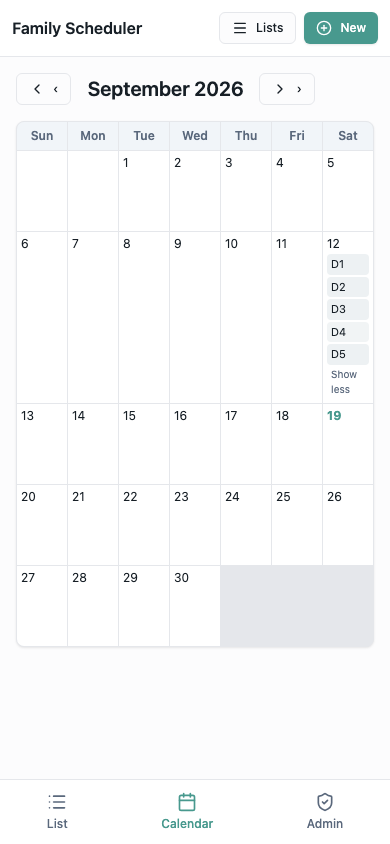 Family Scheduler
Lists
New
‹
September 2026
›
Sun Mon Tue Wed Thu Fri Sat
1 2 3 4 5
6 7 8 9 10 11 12
D1
D2
D3
D4
D5
Show
less
13 14 15 16 17 18 19
20 21 22 23 24 25 26
27 28 29 30
List Calendar Admin